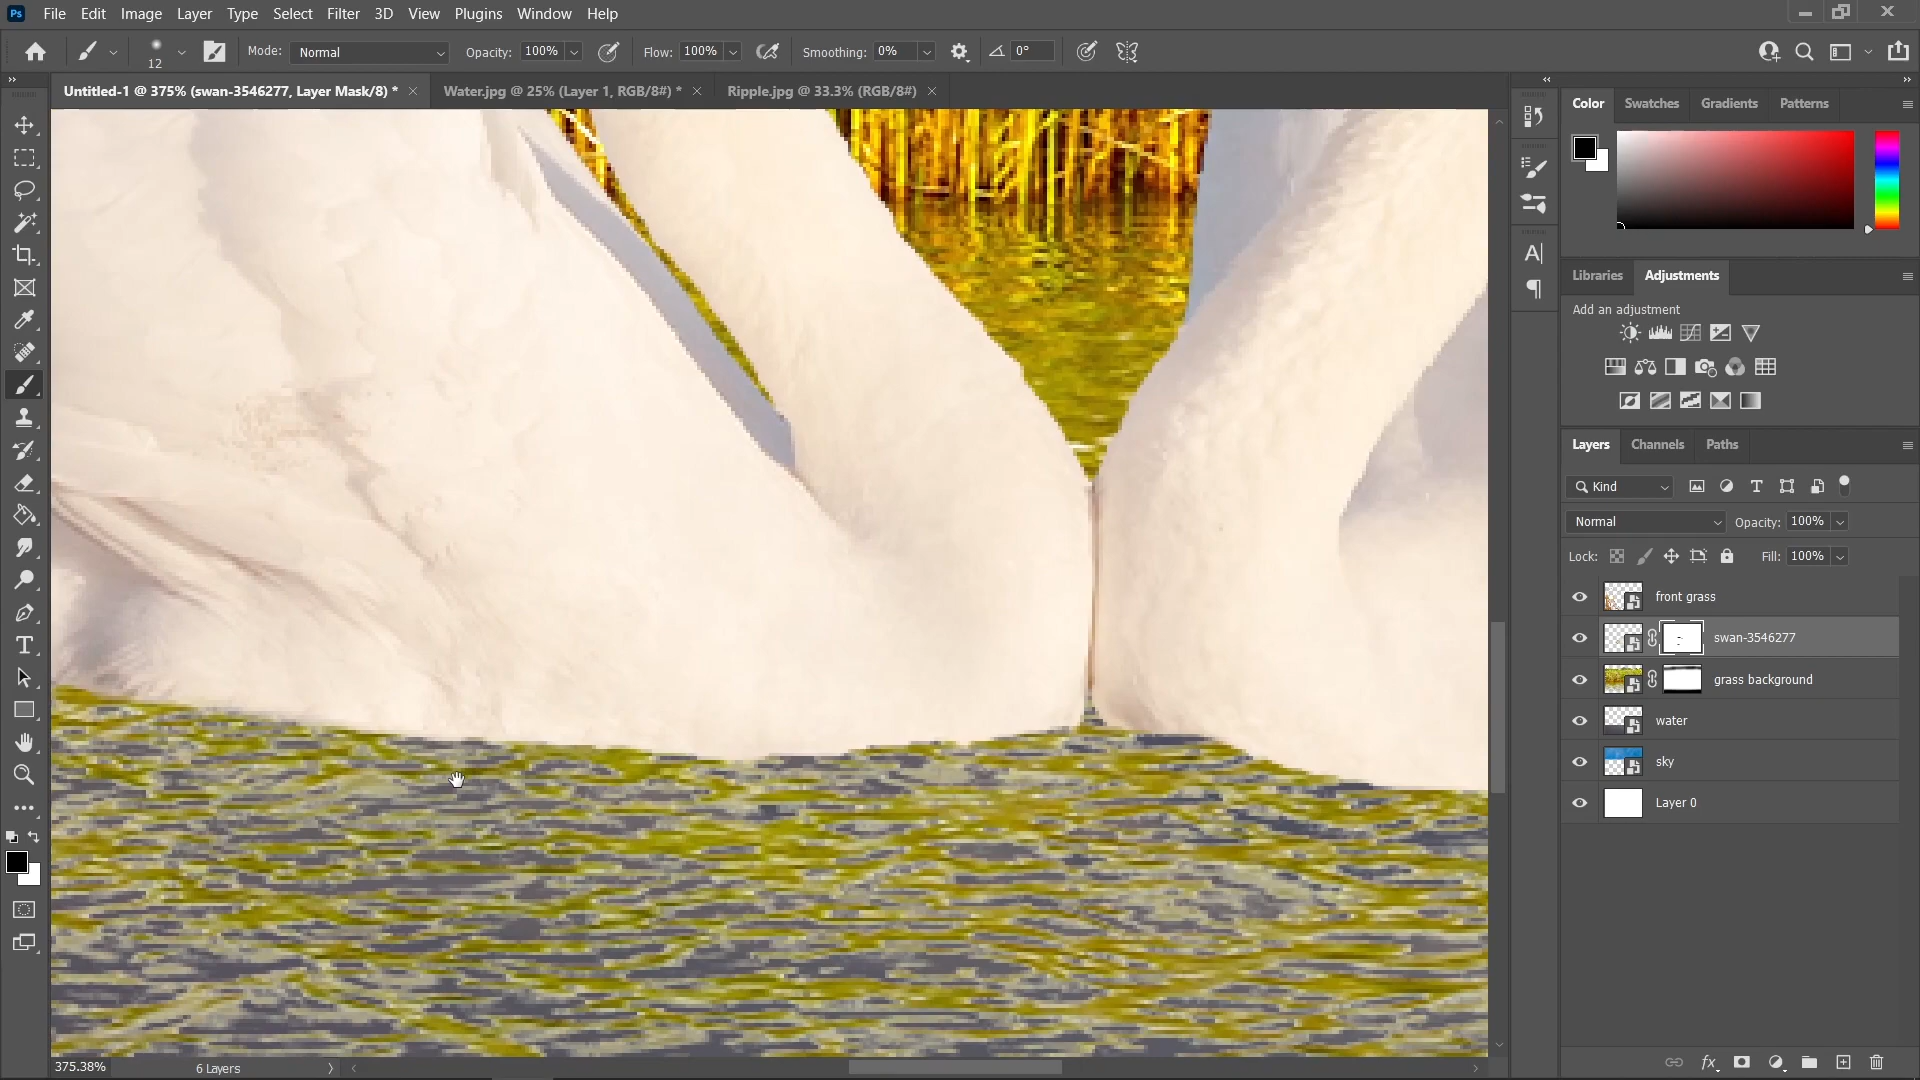 Ps File Edit Image Layer Type Select Filter 3D View Plugins Window Help
12 Mode: Normal Opacity: 100% Flow: 100% Smoothing: 0% 0°
Untitled-1 @ 375% (swan-3546277, Layer Mask/8) * Water.jpg @ 25% (Layer 1, RGB/8#) * Ripple.jpg @ 33.3% (RGB/8#)
Color Swatches Gradients Patterns
Libraries Adjustments
Add an adjustment
Layers Channels Paths
Kind
Normal Opacity: 100%
Lock: Fill: 100%
front grass
swan-3546277
grass background
water
sky
Layer 0
375.38% 6 Layers
fx